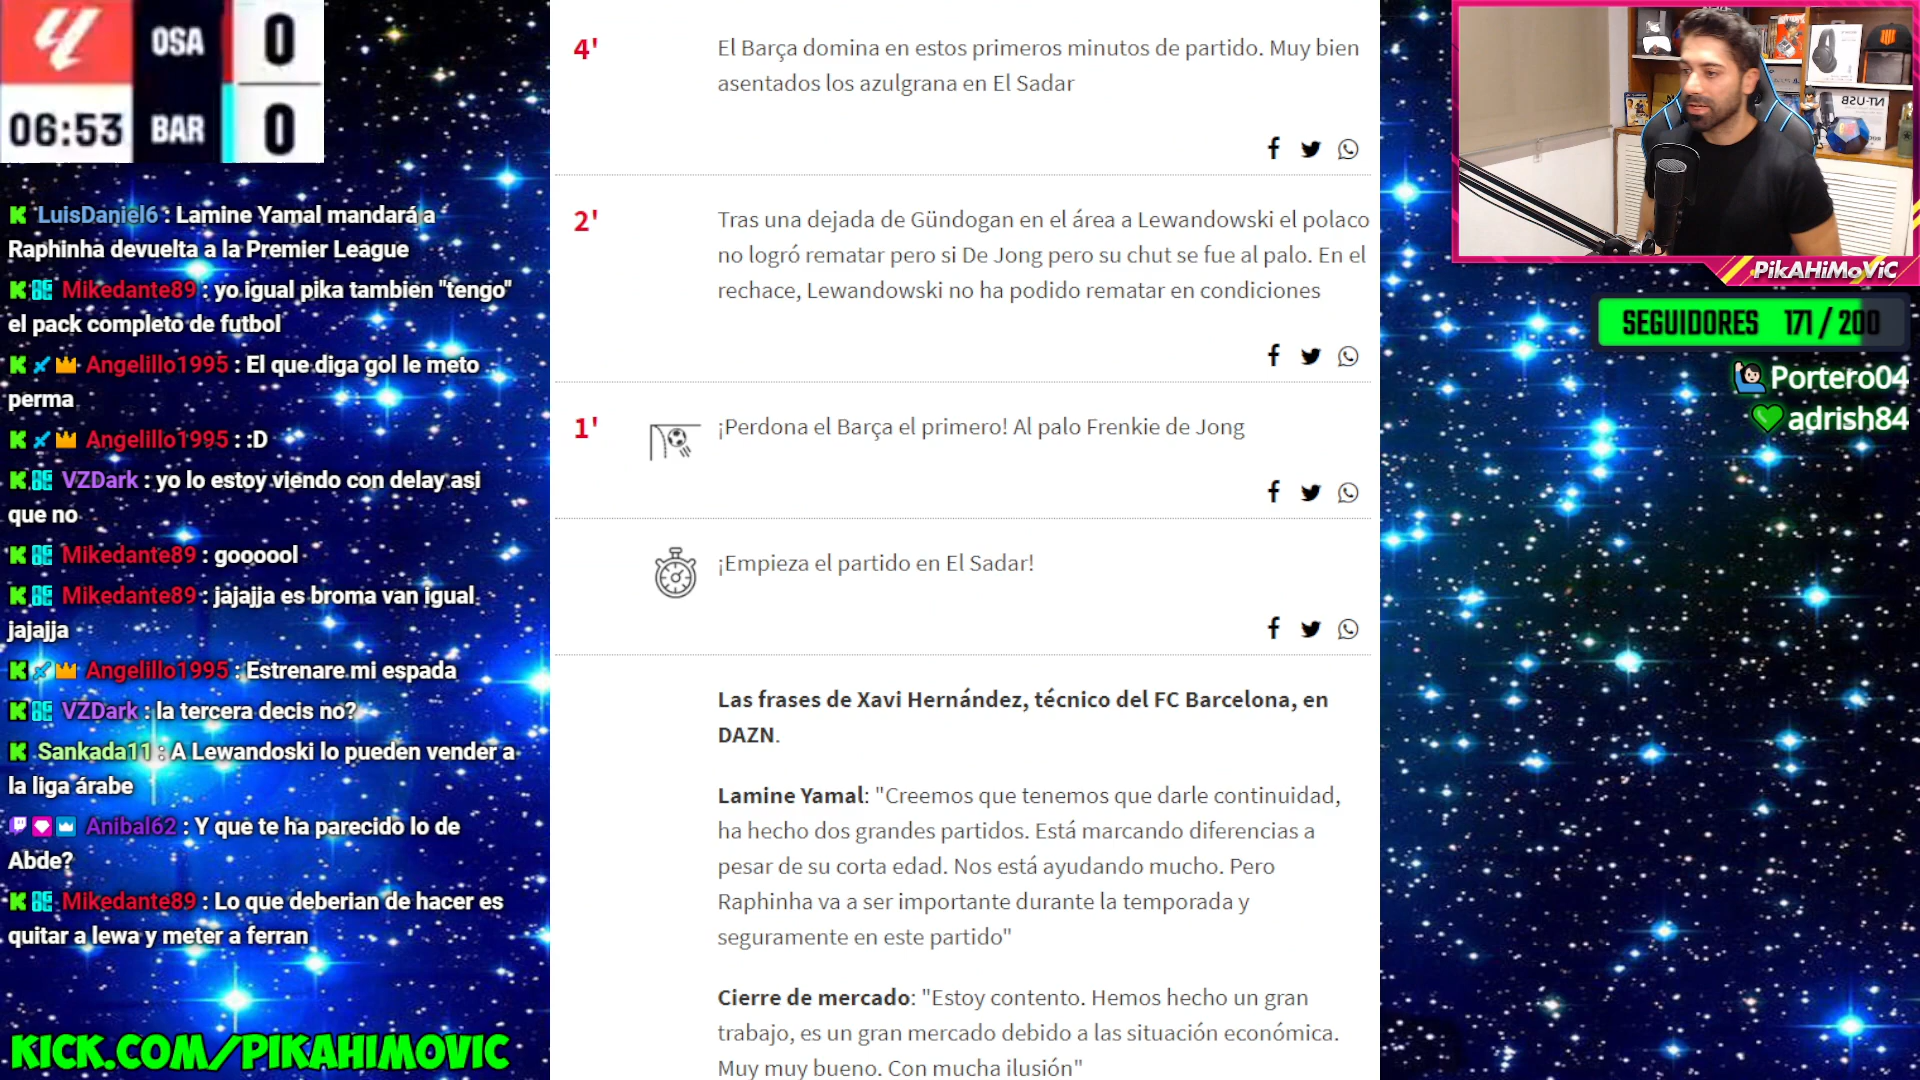 OSA 0
06:53 BAR 0
LuisDaniel6 : Lamine Yamal mandará a
Raphinha devuelta a la Premier League
Mikedante89 : yo igual pika tambien "tengo"
el pack completo de futbol
Angelillo1995 : El que diga gol le meto
perma
Angelillo1995 : :D
VZDark : yo lo estoy viendo con delay asi
que no
Mikedante89 : goooool
Mikedante89 : jajajja es broma van igual
jajajja
Angelillo1995 : Estrenare mi espada
VZDark : la tercera decis no?
Sankada11 : A Lewandoski lo pueden vender a
la liga árabe
Anibal62 : Y que te ha parecido lo de
Abde?
Mikedante89 : Lo que deberian de hacer es
quitar a lewa y meter a ferran
KICK.COM/PIKAHIMOVIC
4' El Barça domina en estos primeros minutos de partido. Muy bien
asentados los azulgrana en El Sadar
2' Tras una dejada de Gündogan en el área a Lewandowski el polaco
no logró rematar pero si De Jong pero su chut se fue al palo. En el
rechace, Lewandowski no ha podido rematar en condiciones
1' ¡Perdona el Barça el primero! Al palo Frenkie de Jong
¡Empieza el partido en El Sadar!
Las frases de Xavi Hernández, técnico del FC Barcelona, en
DAZN.
Lamine Yamal: "Creemos que tenemos que darle continuidad,
ha hecho dos grandes partidos. Está marcando diferencias a
pesar de su corta edad. Nos está ayudando mucho. Pero
Raphinha va a ser importante durante la temporada y
seguramente en este partido"
Cierre de mercado: "Estoy contento. Hemos hecho un gran
trabajo, es un gran mercado debido a las situación económica.
Muy muy bueno. Con mucha ilusión"
NT-USB
PikAHiMoViC
SEGUIDORES 171 / 200
Portero04
adrish84